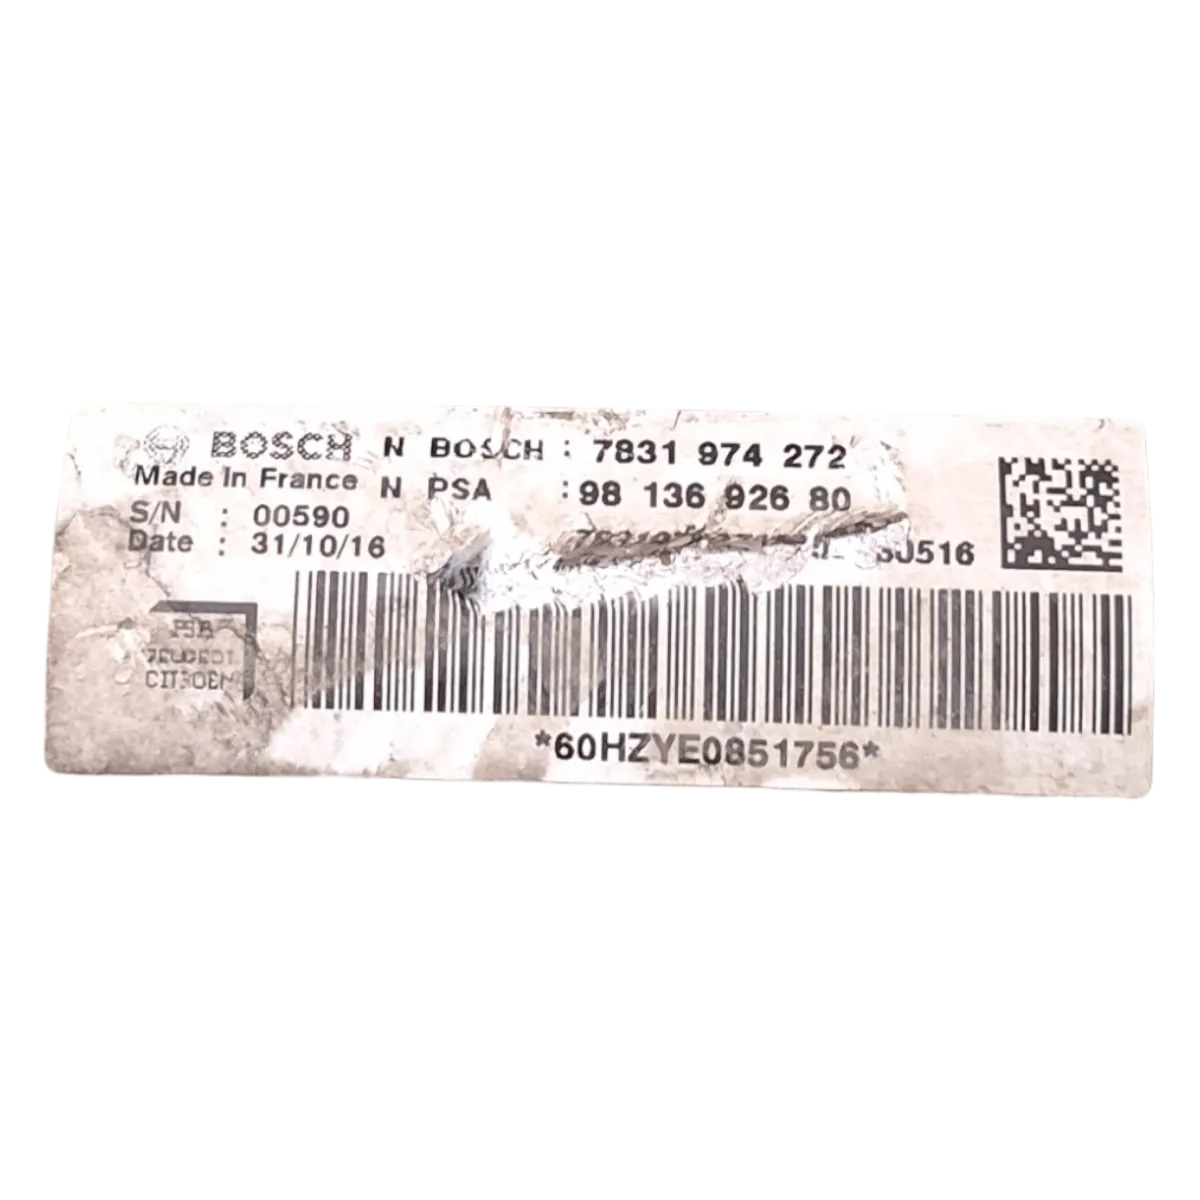 BOSCH
Made In France
S/N : 00590
Date : 31/10/16
N BOSCH : 7831 974 272
N PSA : 98 136 926 80
PSA
PEUGEOT
CITROËN
*60HZYE0851756*